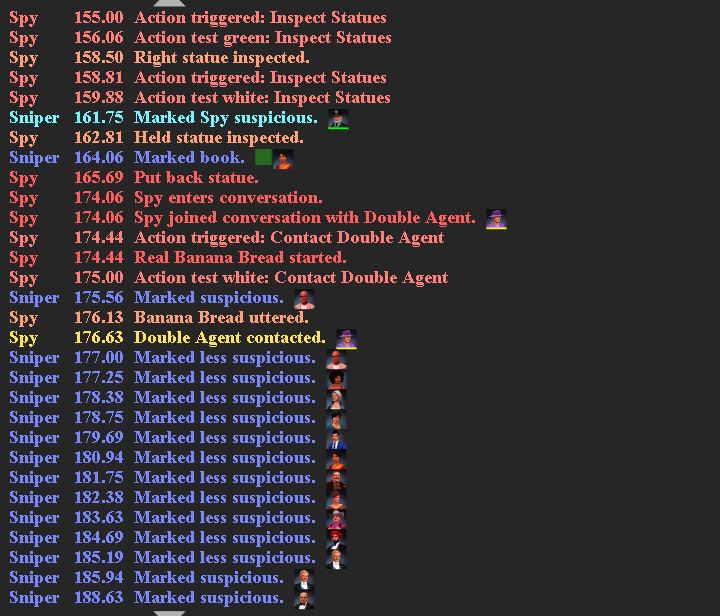 Spy 155.00 Action triggered: Inspect Statues
Spy 156.06 Action test green: Inspect Statues
Spy 158.50 Right statue inspected.
Spy 158.81 Action triggered: Inspect Statues
Spy 159.88 Action test white: Inspect Statues
Sniper 161.75 Marked Spy suspicious.
Spy 162.81 Held statue inspected.
Sniper 164.06 Marked book.
Spy 165.69 Put back statue.
Spy 174.06 Spy enters conversation.
Spy 174.06 Spy joined conversation with Double Agent.
Spy 174.44 Action triggered: Contact Double Agent
Spy 174.44 Real Banana Bread started.
Spy 175.00 Action test white: Contact Double Agent
Sniper 175.56 Marked suspicious.
Spy 176.13 Banana Bread uttered.
Spy 176.63 Double Agent contacted.
Sniper 177.00 Marked less suspicious.
Sniper 177.25 Marked less suspicious.
Sniper 178.38 Marked less suspicious.
Sniper 178.75 Marked less suspicious.
Sniper 179.69 Marked less suspicious.
Sniper 180.94 Marked less suspicious.
Sniper 181.75 Marked less suspicious.
Sniper 182.38 Marked less suspicious.
Sniper 183.63 Marked less suspicious.
Sniper 184.69 Marked less suspicious.
Sniper 185.19 Marked less suspicious.
Sniper 185.94 Marked suspicious.
Sniper 188.63 Marked suspicious.